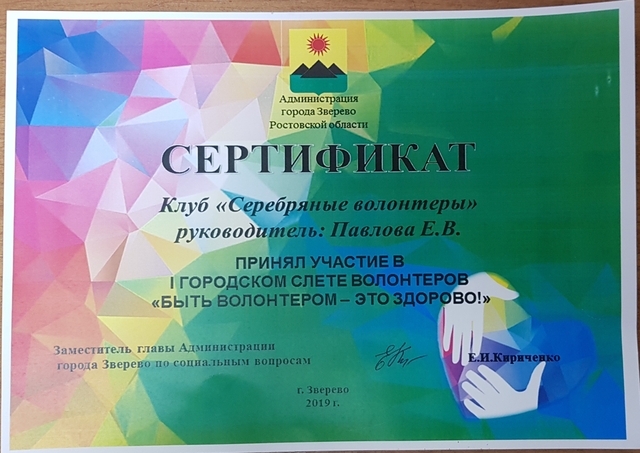 Администрация
города Зверево
Ростовской области
СЕРТИФИКАТ
Клуб «Серебряные волонтеры»
руководитель: Павлова Е.В.
ПРИНЯЛ УЧАСТИЕ В
I ГОРОДСКОМ СЛЕТЕ ВОЛОНТЕРОВ
«БЫТЬ ВОЛОНТЕРОМ – ЭТО ЗДОРОВО!»
Заместитель главы Администрации
города Зверево по социальным вопросам
Е.И.Кириченко
г. Зверево
2019 г.